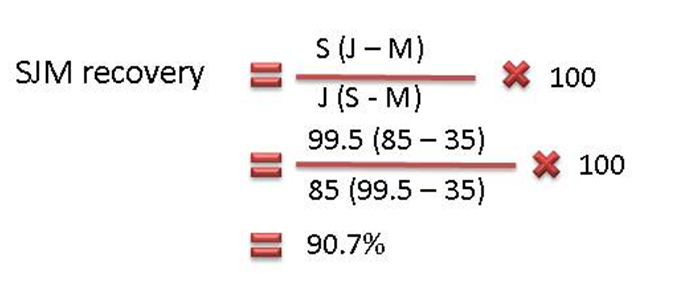 SJM recovery = S (J – M) / J (S - M) × 100
= 99.5 (85 – 35) / 85 (99.5 – 35) × 100
= 90.7%